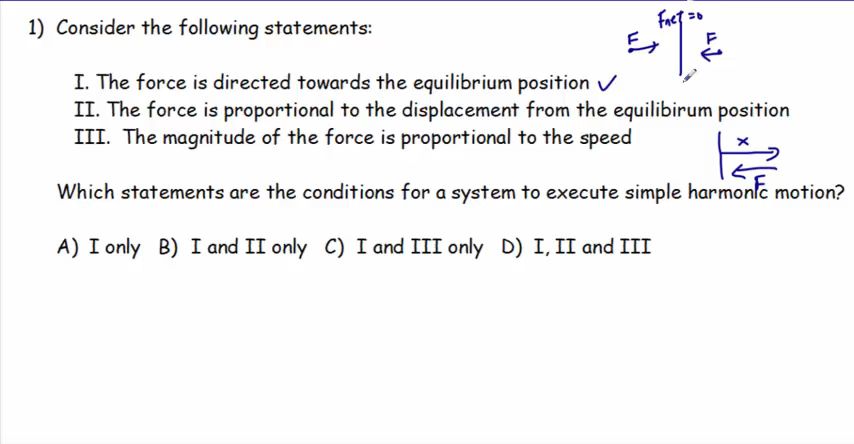 Fnet = 0
F F
1) Consider the following statements:
I. The force is directed towards the equilibrium position ✓
II. The force is proportional to the displacement from the equilibirum position
III. The magnitude of the force is proportional to the speed
x
F
Which statements are the conditions for a system to execute simple harmonic motion?
A) I only B) I and II only C) I and III only D) I, II and III